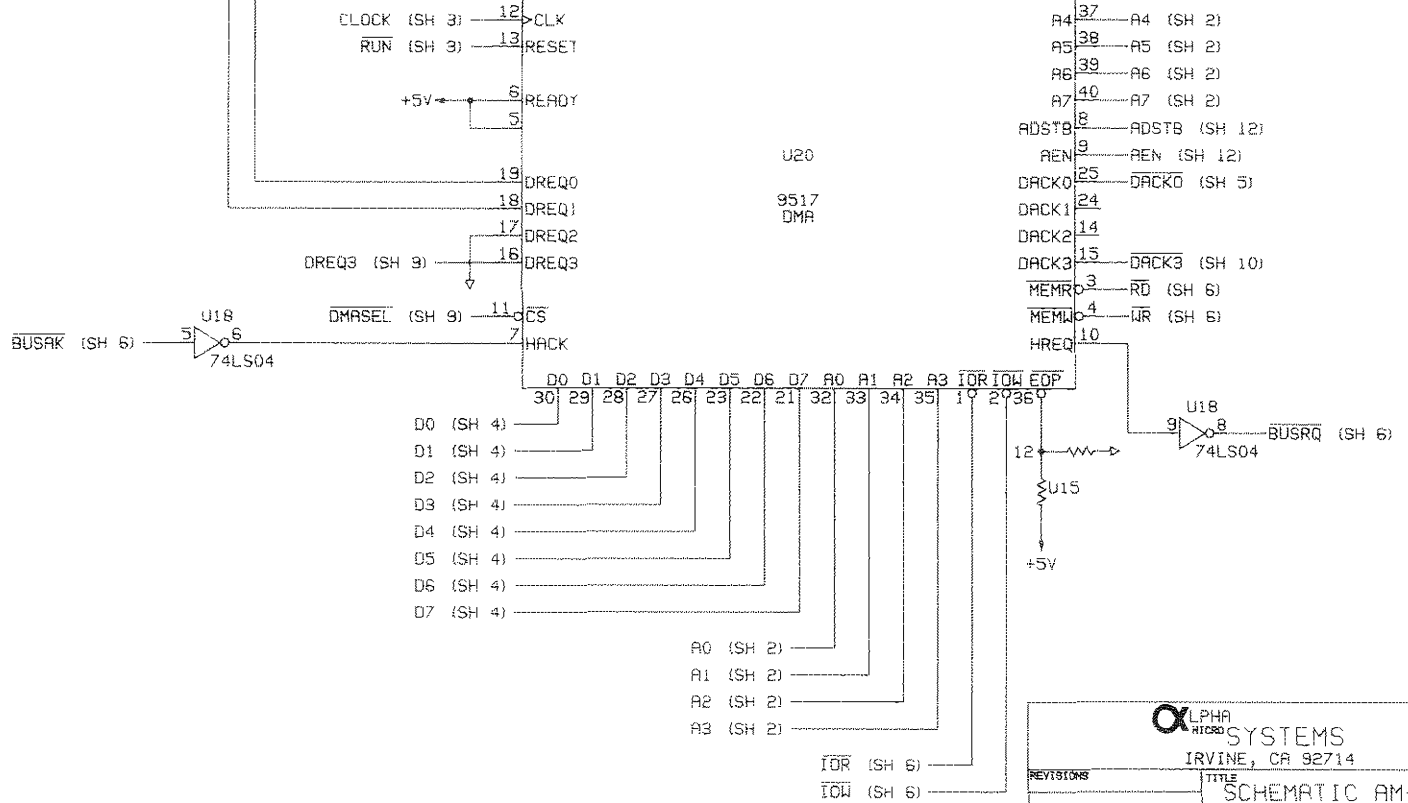 CLOCK (SH 3) 12 CLK
RUN (SH 3) 13 RESET
+5V 6 READY
5
19 DREQ0
18 DREQ1
17 DREQ2
DREQ3 (SH 9) 16 DREQ3
DMASEL (SH 9) 11 CS
U18
BUSAK (SH 6) 5 6 7 HACK
74LS04
U20
9517
DMA
A4 37 A4 (SH 2)
A5 38 A5 (SH 2)
A6 39 A6 (SH 2)
A7 40 A7 (SH 2)
ADSTB 8 ADSTB (SH 12)
AEN 9 AEN (SH 12)
DACK0 25 DACK0 (SH 5)
DACK1 24
DACK2 14
DACK3 15 DACK3 (SH 10)
MEMR 3 RD (SH 6)
MEMW 4 WR (SH 6)
HREQ 10
D0 D1 D2 D3 D4 D5 D6 D7 A0 A1 A2 A3 IOR IOW EOP
30 29 28 27 26 23 22 21 32 33 34 35 1 2 36
U18
9 8 BUSRQ (SH 6)
74LS04
12
U15
+5V
D0 (SH 4)
D1 (SH 4)
D2 (SH 4)
D3 (SH 4)
D4 (SH 4)
D5 (SH 4)
D6 (SH 4)
D7 (SH 4)
A0 (SH 2)
A1 (SH 2)
A2 (SH 2)
A3 (SH 2)
IOR (SH 6)
IOW (SH 6)
ALPHA
MICRO SYSTEMS
IRVINE, CA 92714
REVISIONS
TITLE
SCHEMATIC AM-